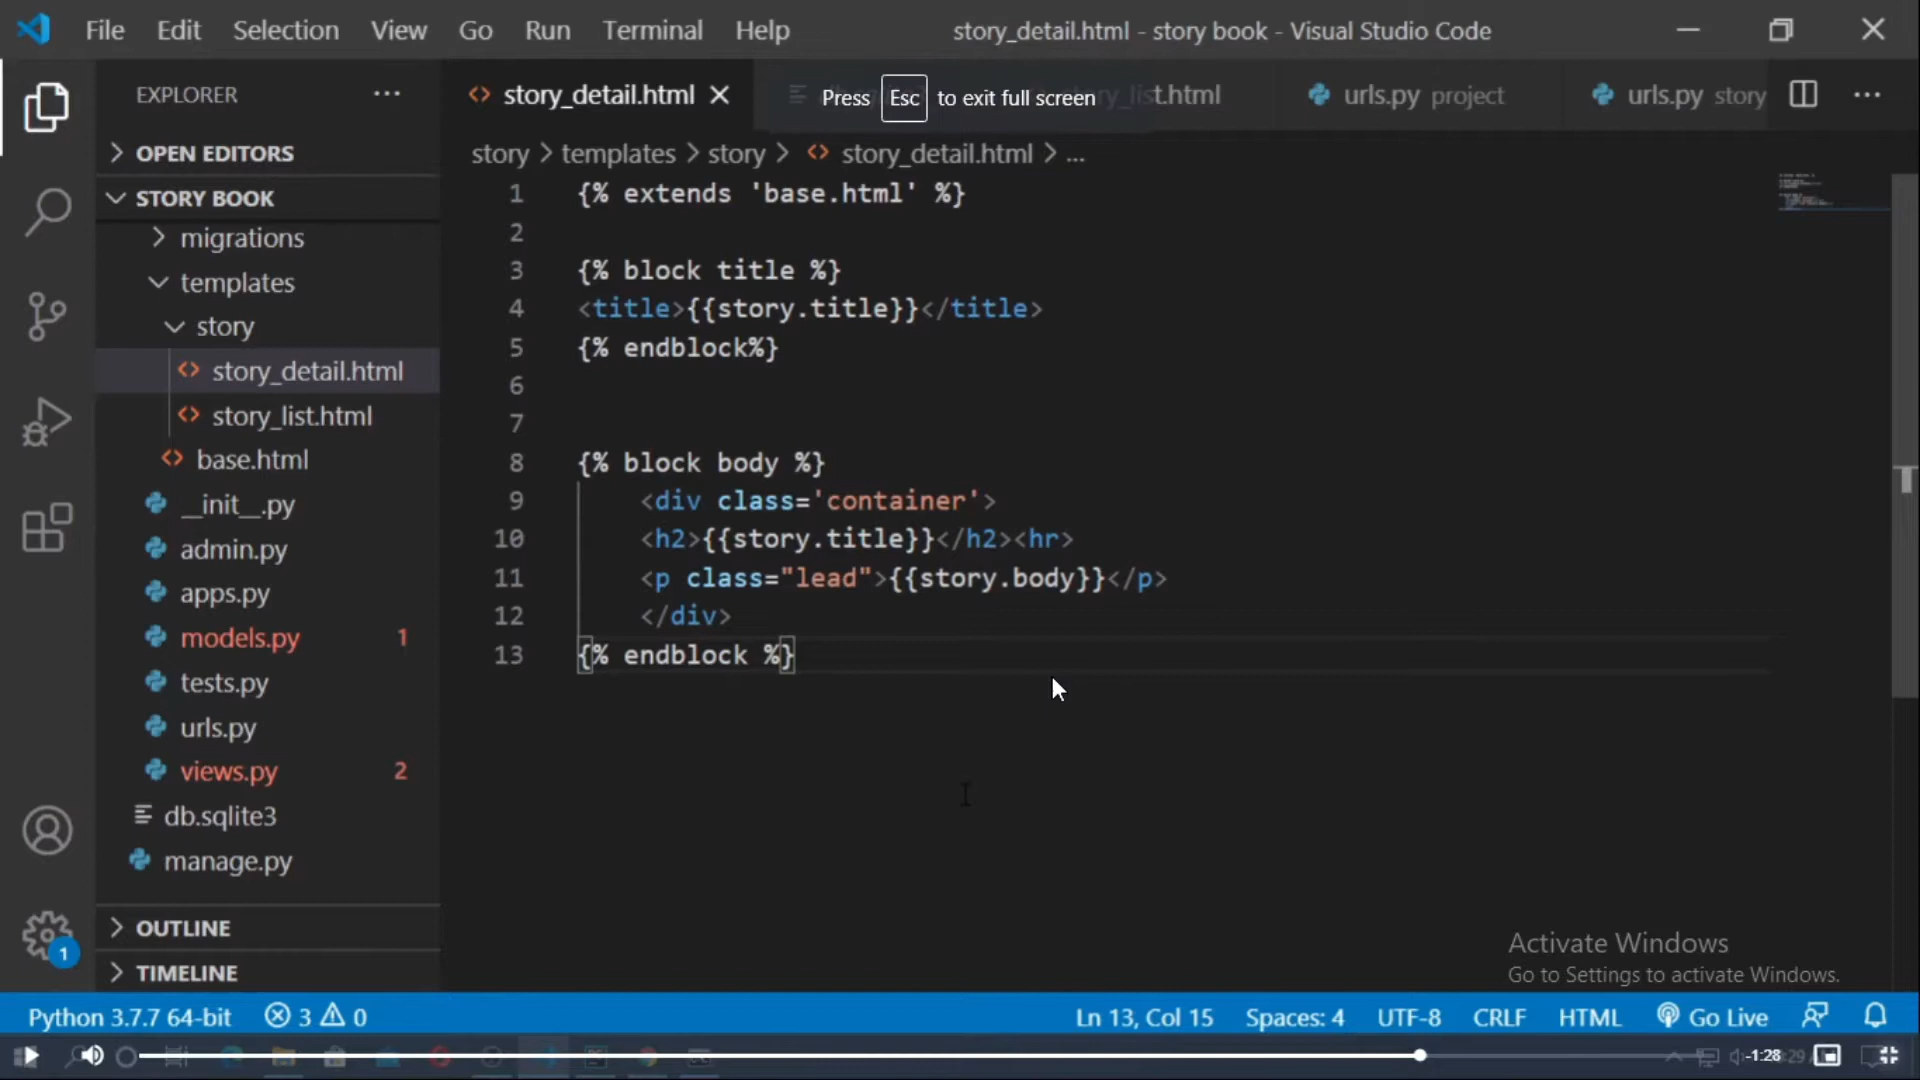 File Edit Selection View Go Run Terminal Help story_detail.html - story book - Visual Studio Code
EXPLORER ···
story_detail.html
Press Esc to exit full screen
list.html
urls.py project
urls.py story
OPEN EDITORS
STORY BOOK
migrations
templates
story
story_detail.html
story_list.html
base.html
__init__.py
admin.py
apps.py
models.py 1
tests.py
urls.py
views.py 2
db.sqlite3
manage.py
OUTLINE
TIMELINE
1
story > templates > story > story_detail.html > ...
1 {% extends 'base.html' %}
2
3 {% block title %}
4 <title>{{story.title}}</title>
5 {% endblock%}
6
7
8 {% block body %}
9 <div class='container'>
10 <h2>{{story.title}}</h2><hr>
11 <p class="lead">{{story.body}}</p>
12 </div>
13 {% endblock %}
Activate Windows
Go to Settings to activate Windows.
Python 3.7.7 64-bit 3 0 Ln 13, Col 15 Spaces: 4 UTF-8 CRLF HTML Go Live
-1:28